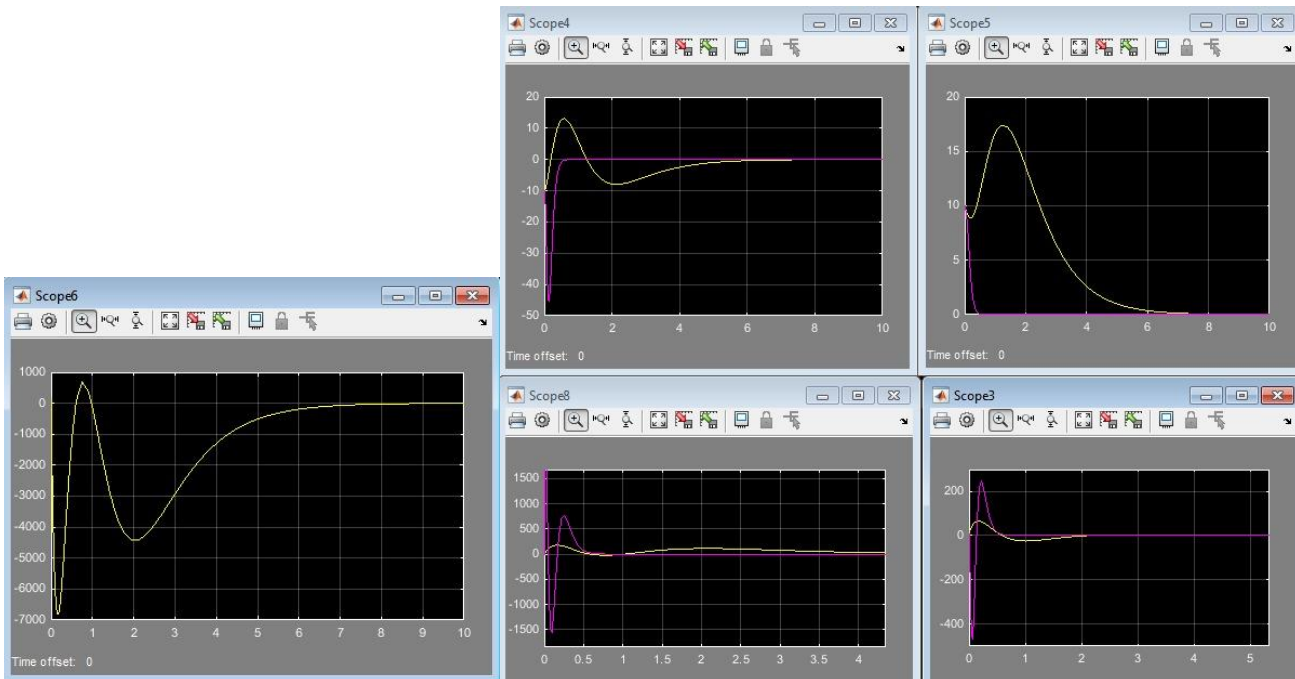 Scope4
20
10
0
-10
-20
-30
-40
-50
0 2 4 6 8 10
Time offset: 0
Scope5
20
15
10
5
0
0 2 4 6 8 10
Time offset: 0
Scope6
1000
0
-1000
-2000
-3000
-4000
-5000
-6000
-7000
0 1 2 3 4 5 6 7 8 9 10
Time offset: 0
Scope8
1500
1000
500
0
-500
-1000
-1500
0 0.5 1 1.5 2 2.5 3 3.5 4
Scope3
200
0
-200
-400
0 1 2 3 4 5